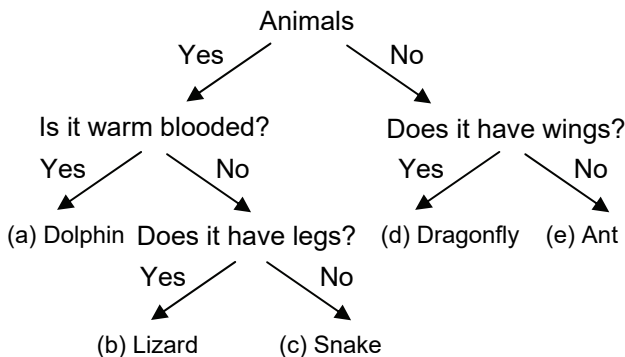 Animals
Yes No
Is it warm blooded? Does it have wings?
Yes No Yes No
(a) Dolphin Does it have legs? (d) Dragonfly (e) Ant
Yes No
(b) Lizard (c) Snake